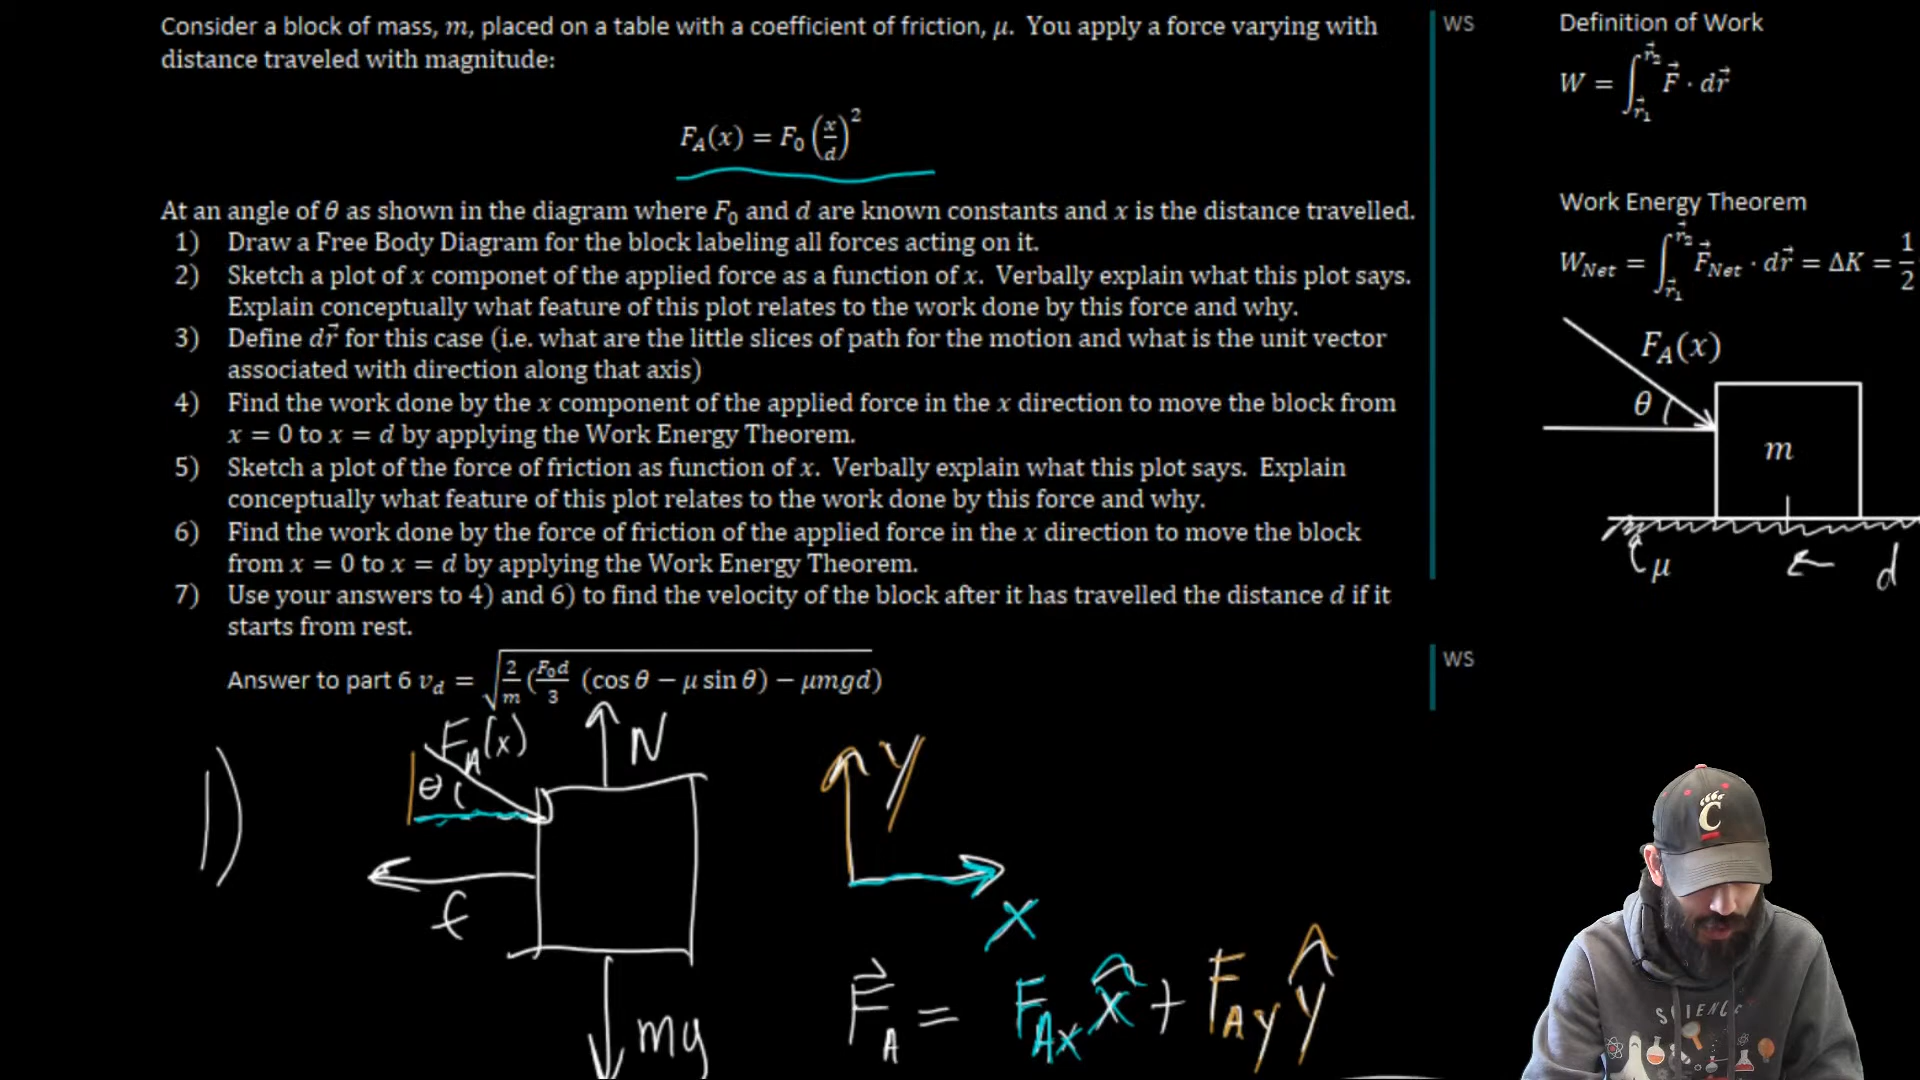 Consider a block of mass, m, placed on a table with a coefficient of friction, μ. You apply a force varying with
distance traveled with magnitude:
F_A(x) = F_0 (x/d)^2
At an angle of θ as shown in the diagram where F_0 and d are known constants and x is the distance travelled.
1) Draw a Free Body Diagram for the block labeling all forces acting on it.
2) Sketch a plot of x componet of the applied force as a function of x. Verbally explain what this plot says.
Explain conceptually what feature of this plot relates to the work done by this force and why.
3) Define dr⃗ for this case (i.e. what are the little slices of path for the motion and what is the unit vector
associated with direction along that axis)
4) Find the work done by the x component of the applied force in the x direction to move the block from
x = 0 to x = d by applying the Work Energy Theorem.
5) Sketch a plot of the force of friction as function of x. Verbally explain what this plot says. Explain
conceptually what feature of this plot relates to the work done by this force and why.
6) Find the work done by the force of friction of the applied force in the x direction to move the block
from x = 0 to x = d by applying the Work Energy Theorem.
7) Use your answers to 4) and 6) to find the velocity of the block after it has travelled the distance d if it
starts from rest.
Answer to part 6 v_d = √(2/m (F_0d/3 (cos θ − μ sin θ) − μmgd)
WS
WS
Definition of Work
W = ∫_r⃗_1^r⃗_2 F⃗ · dr⃗
Work Energy Theorem
W_Net = ∫_r⃗_1^r⃗_2 F⃗_Net · dr⃗ = ΔK = 1/2
F_A(x)
θ
m
μ
d
1)
F_A(x)
θ
N
f
mg
y
x
F⃗_A = F_Ax x̂ + F_Ay ŷ
C
SCIENCE